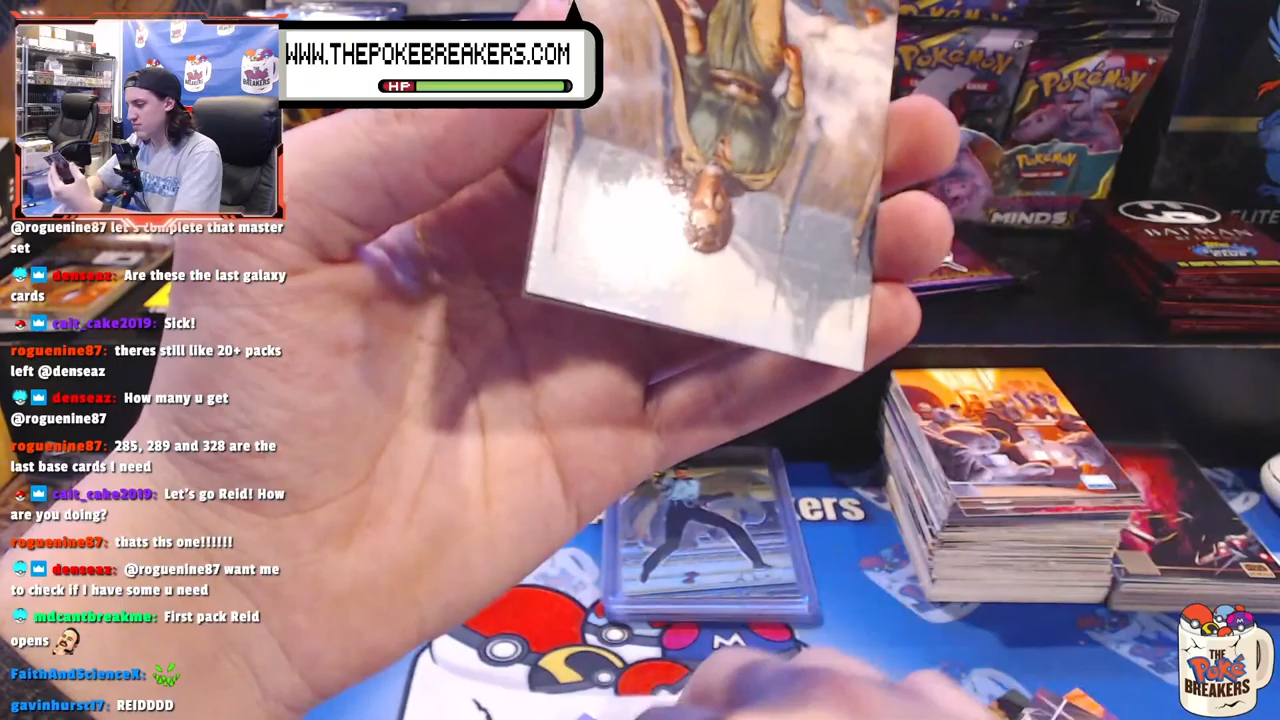 WWW.THEPOKEBREAKERS.COM
HP
@roguenine87 let's complete that master
set
denseaz: Are these the last galaxy
cards
cait_cake2019: Sick!
roguenine87: theres still like 20+ packs
left @denseaz
denseaz: How many u get
@roguenine87
roguenine87: 285, 289 and 328 are the
last base cards I need
cait_cake2019: Let's go Reid! How
are you doing?
roguenine87: thats ths one!!!!!!
denseaz: @roguenine87 want me
to check if I have some u need
mdcantbreakme: First pack Reid
opens
FaithAndScienceX:
gavinhurst17: REIDDDD
POKÉMON
POKÉMON
MINDS
BATMAN
ELITE
ers
M
THE
POKÉ
BREAKERS